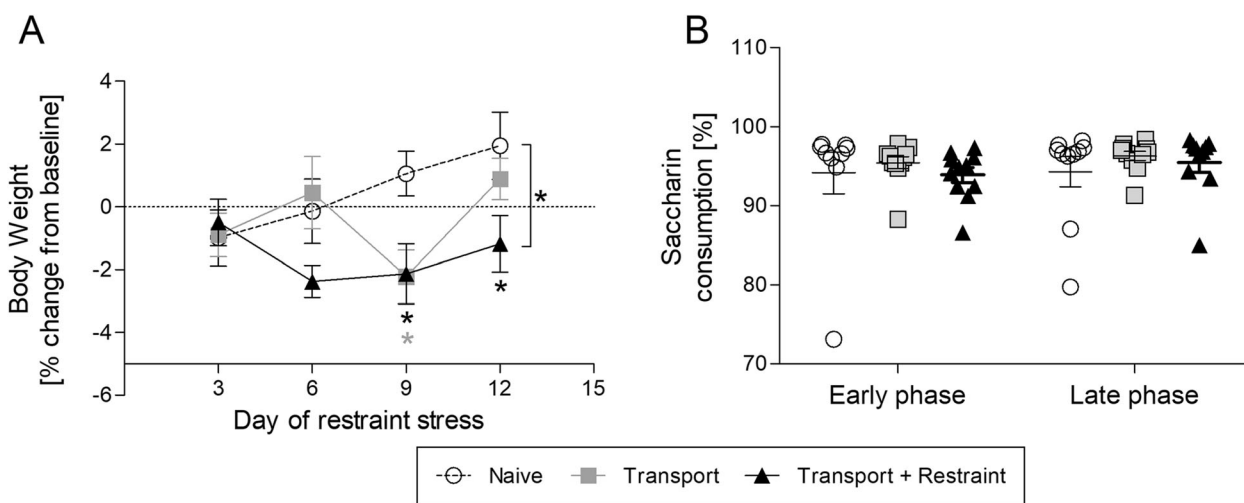 A
Body Weight
[% change from baseline]
4
2
0
-2
-4
-6
*
*
*
*
3
6
9
12
15
Day of restraint stress
B
Saccharin
consumption [%]
110
100
90
80
70
Early phase
Late phase
Naive
Transport
Transport + Restraint